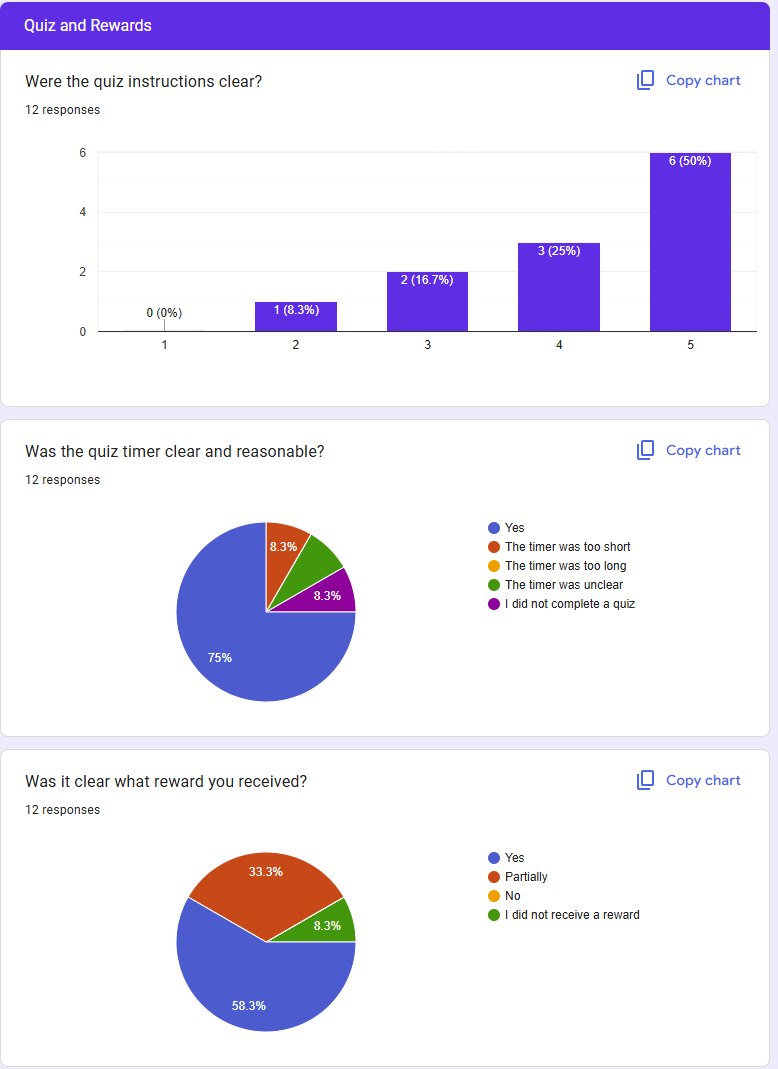 Quiz and Rewards
Were the quiz instructions clear?
Copy chart
12 responses
6
4
2
0
0 (0%)
1 (8.3%)
2 (16.7%)
3 (25%)
6 (50%)
1 2 3 4 5
Was the quiz timer clear and reasonable?
Copy chart
12 responses
8.3%
8.3%
75%
Yes
The timer was too short
The timer was too long
The timer was unclear
I did not complete a quiz
Was it clear what reward you received?
Copy chart
12 responses
33.3%
8.3%
58.3%
Yes
Partially
No
I did not receive a reward